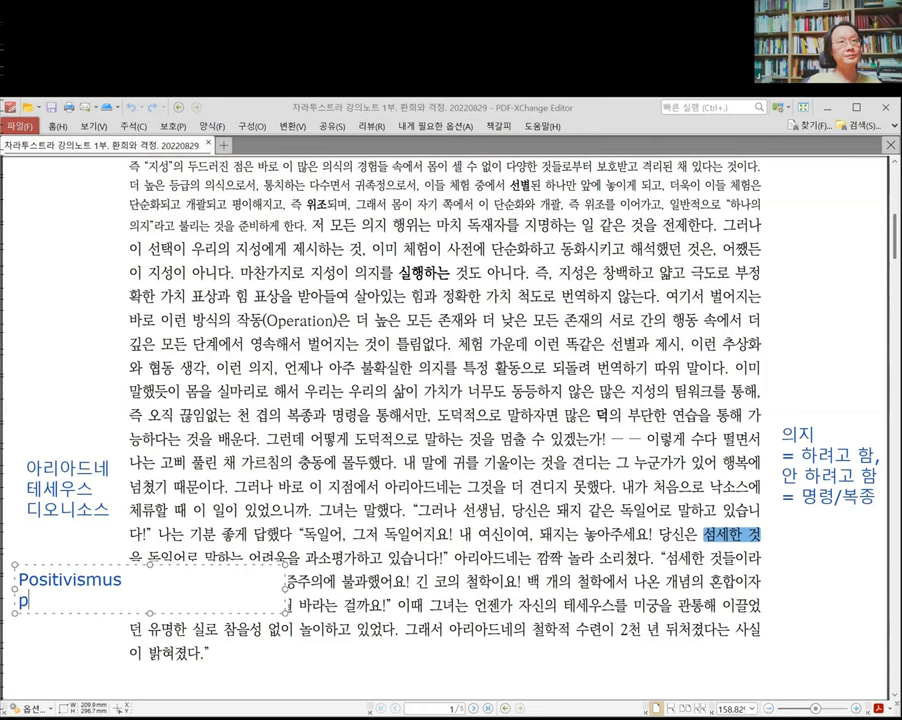 차라투스트라 강의노트 1부. 환희와 격정. 20220829 - PDF-XChange Editor
빠른 실행 (Ctrl+.)
파일(F) 홈(H) 보기(V) 주석(C) 보호(P) 양식(F) 구성(O) 변환(V) 공유(S) 리뷰(R) 내게 필요한 옵션(A) 책갈피 도움말(H) 찾기(F)... 검색(S)...
차라투스트라 강의노트 1부. 환희와 격정. 20220829
즉 “지성”의 두드러진 점은 바로 이 많은 의식의 경험들 속에서 몸이 셀 수 없이 다양한 것들로부터 보호받고 격리된 채 있다는 것이다.
더 높은 등급의 의식으로서, 통치하는 다수면서 귀족정으로서, 이들 체험 중에서 선별된 하나만 앞에 놓이게 되고, 더욱이 이들 체험은
단순화되고 개괄되고 평이해지고, 즉 위조되며, 그래서 몸이 자기 쪽에서 이 단순화와 개괄, 즉 위조를 이어가고, 일반적으로 “하나의
의지”라고 불리는 것을 준비하게 한다. 저 모든 의지 행위는 마치 독재자를 지명하는 일 같은 것을 전제한다. 그러나
이 선택이 우리의 지성에게 제시하는 것, 이미 체험이 사전에 단순화하고 동화시키고 해석했던 것은, 어쨌든
이 지성이 아니다. 마찬가지로 지성이 의지를 실행하는 것도 아니다. 즉, 지성은 창백하고 얇고 극도로 부정
확한 가치 표상과 힘 표상을 받아들여 살아있는 힘과 정확한 가치 척도로 번역하지 않는다. 여기서 벌어지는
바로 이런 방식의 작동(Operation)은 더 높은 모든 존재와 더 낮은 모든 존재의 서로 간의 행동 속에서 더
깊은 모든 단계에서 영속해서 벌어지는 것이 틀림없다. 체험 가운데 이런 똑같은 선별과 제시, 이런 추상화
와 협동 생각, 이런 의지, 언제나 아주 불확실한 의지를 특정 활동으로 되돌려 번역하기 따위 말이다. 이미
말했듯이 몸을 실마리로 해서 우리는 우리의 삶이 가치가 너무도 동등하지 않은 많은 지성의 팀워크를 통해,
즉 오직 끊임없는 천 겹의 복종과 명령을 통해서만, 도덕적으로 말하자면 많은 덕의 부단한 연습을 통해 가
능하다는 것을 배운다. 그런데 어떻게 도덕적으로 말하는 것을 멈출 수 있겠는가! ㅡ ㅡ 이렇게 수다 떨면서
나는 고삐 풀린 채 가르침의 충동에 몰두했다. 내 말에 귀를 기울이는 것을 견디는 그 누군가가 있어 행복에
넘쳤기 때문이다. 그러나 바로 이 지점에서 아리아드네는 그것을 더 견디지 못했다. 내가 처음으로 낙소스에
체류할 때 이 일이 있었으니까. 그녀는 말했다. “그러나 선생님, 당신은 돼지 같은 독일어로 말하고 있습니
다!” 나는 기분 좋게 답했다 “독일어, 그저 독일어지요! 내 여신이여, 돼지는 놓아주세요! 당신은 섬세한 것
을 독일어로 말하는 어려움을 과소평가하고 있습니다!” 아리아드네는 깜짝 놀라 소리쳤다. “섬세한 것들이라
증주의에 불과했어요! 긴 코의 철학이요! 백 개의 철학에서 나온 개념의 혼합이자
바라는 걸까요!” 이때 그녀는 언젠가 자신의 테세우스를 미궁을 관통해 이끌었
던 유명한 실로 참을성 없이 놀이하고 있었다. 그래서 아리아드네의 철학적 수련이 2천 년 뒤처졌다는 사실
이 밝혀졌다.”
아리아드네
테세우스
디오니소스
의지
= 하려고 함,
안 하려고 함
= 명령/복종
Positivismus
p
옵션... W: 209.9mm H: 296.7mm X: Y: 1/5 158.82%